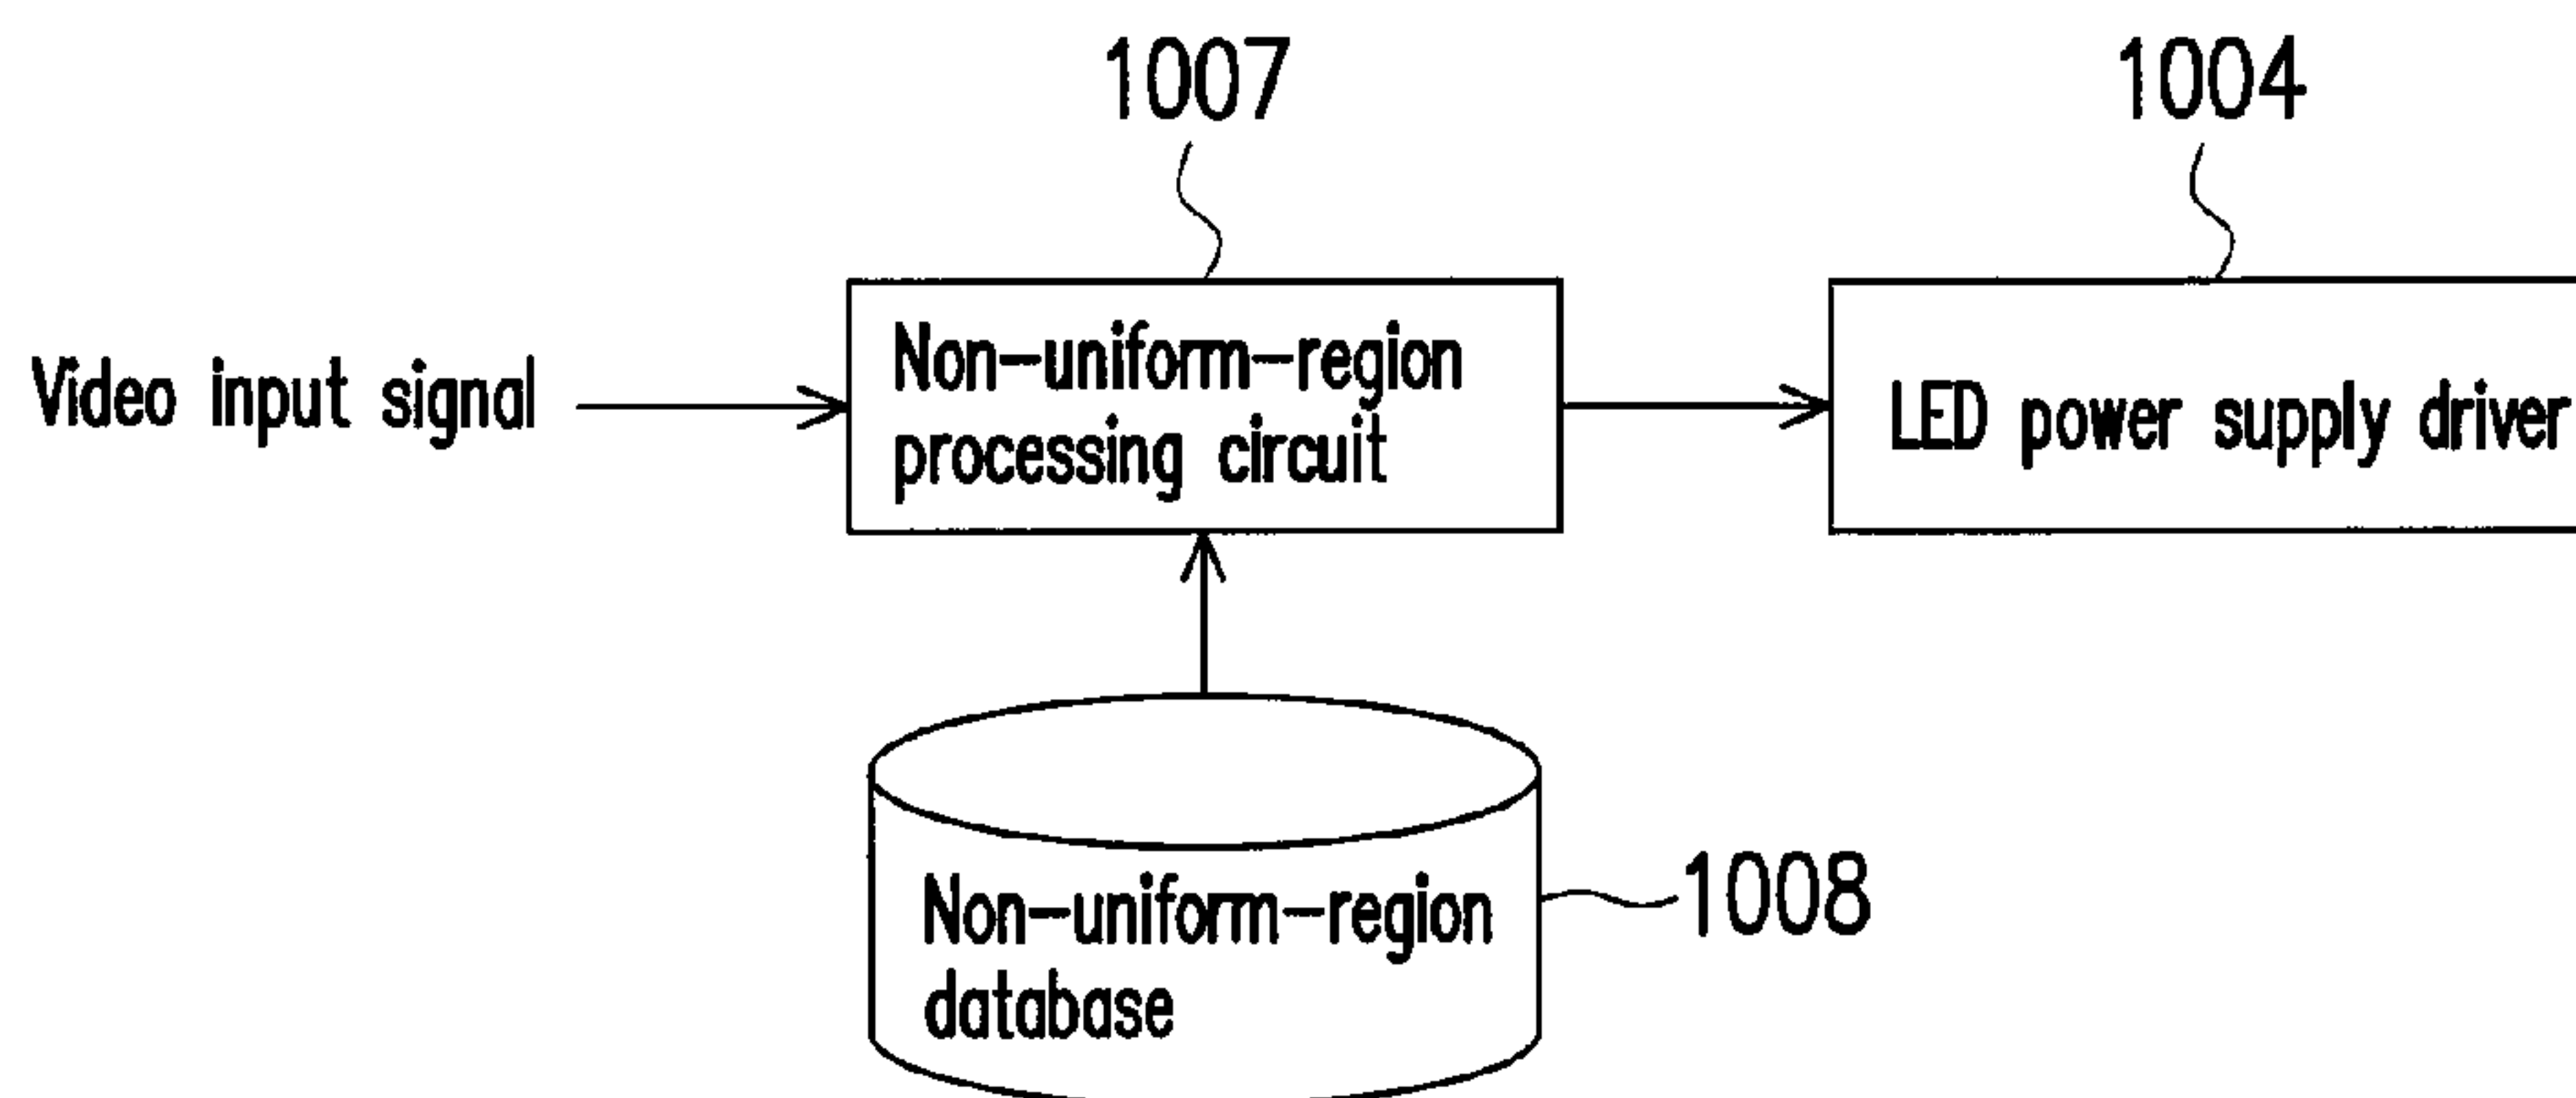 1007
1004
Video input signal
Non-uniform-region
processing circuit
LED power supply driver
Non-uniform-region
database
1008